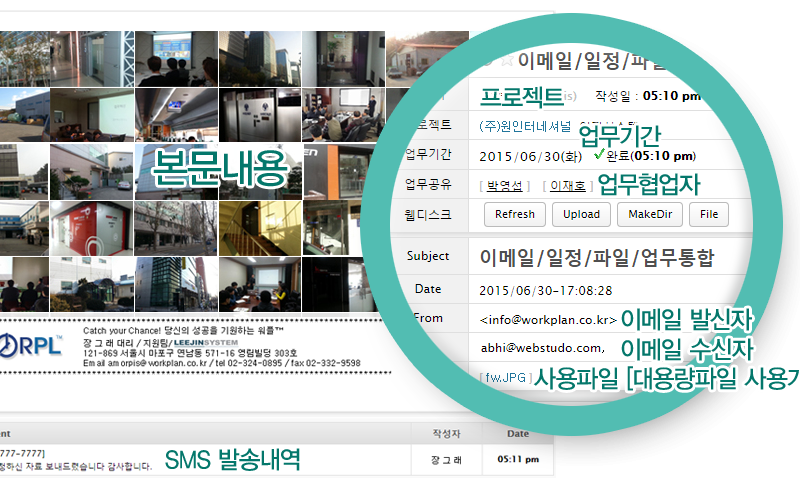 본문내용
이메일/일정/파일
프로젝트
작성일 : 05:10 pm
로젝트 (주)원인터네셔널
업무기간
업무기간 2015/06/30(화) ✓완료(05:10 pm)
업무공유 [ 박영섭 ] [ 이재호 ] 업무협업자
웹디스크 Refresh Upload MakeDir File
Subject 이메일/일정/파일/업무통합
Date 2015/06/30-17:08:28
From <info@workplan.co.kr> 이메일 발신자
abhi@webstudo.com, 이메일 수신자
[ fw.JPG ] 사용파일 [대용량파일 사용가
ORPL™
Catch your Chance! 당신의 성공을 기원하는 워플™
장그래 대리 / 지원팀/LEEJINSYSTEM
121-869 서울시 마포구 연남동 571-16 영림빌딩 303호
Email amorpis@workplan.co.kr / tel 02-324-0895 / fax 02-332-9598
ent 작성자 Date
777-7777]
청하신 자료 보내드렸습니다 감사합니다.
SMS 발송내역
장그래 05:11 pm